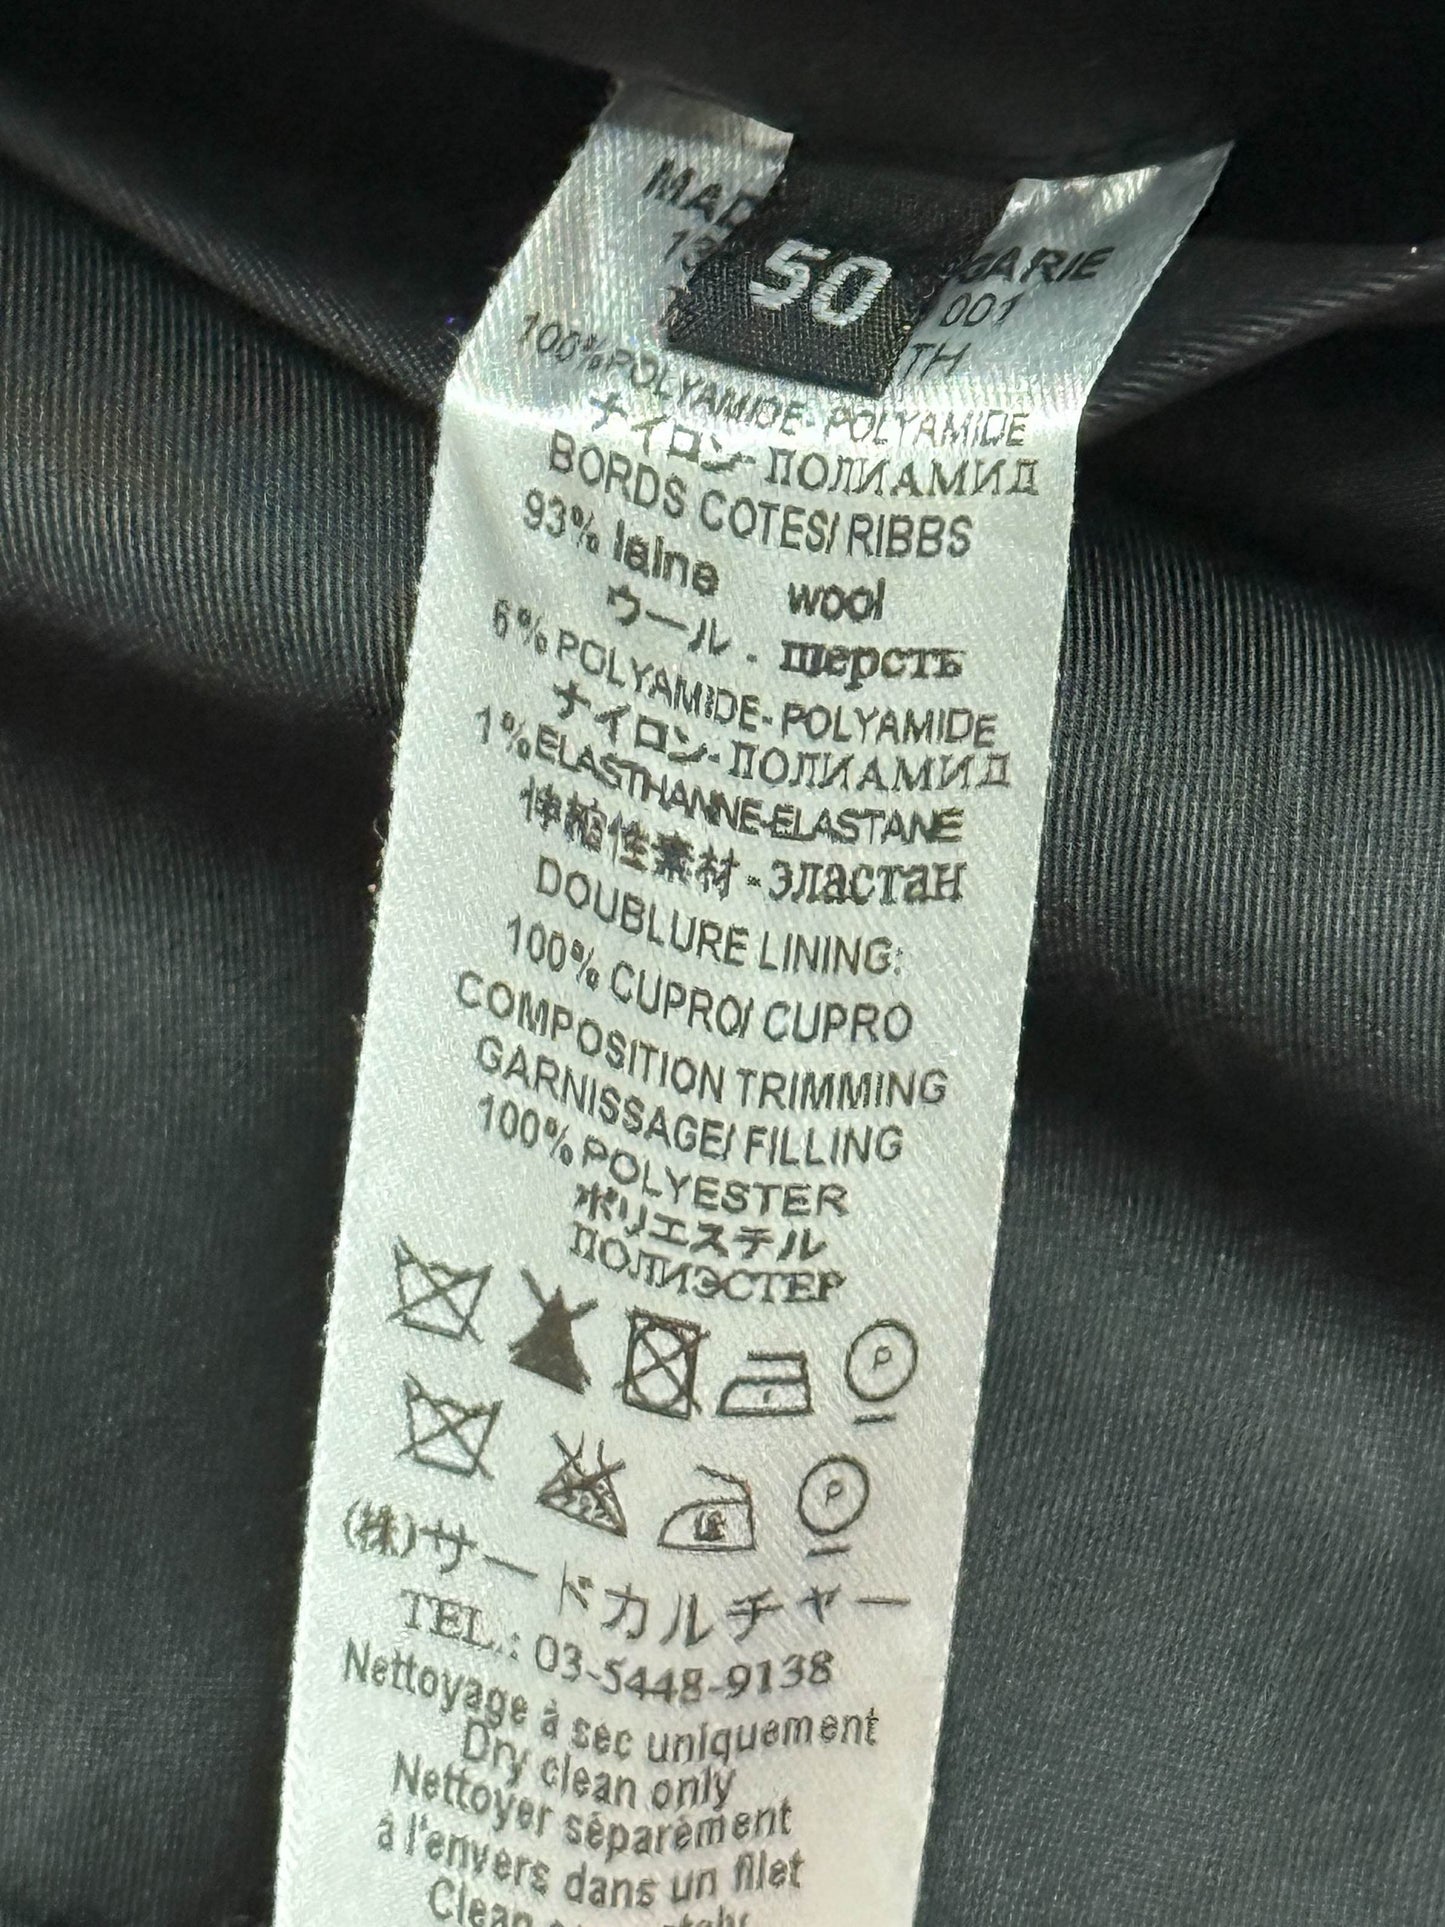 50
GARIE
001
TH
100%POLYAMIDE- POLYAMIDE
ナイロン-ПОЛИАМИД
BORDS COTES/ RIBBS
93% laine wool
ウール - шерсть
6%POLYAMIDE-POLYAMIDE
ナイロン-ПОЛИАМИД
1%ELASTHANNE-ELASTANE
伸縮性素材-эластан
DOUBLURE LINING:
100% CUPRO/ CUPRO
COMPOSITION TRIMMING
GARNISSAGE/ FILLING
100%POLYESTER
ポリエステル
ПОЛИЭСТЕР
P
P
(株)サードカルチャー
TEL.: 03-5448-9138
Nettoyage à sec uniquement
Dry clean only
Nettoyer séparément
à l'envers dans un filet
Clean